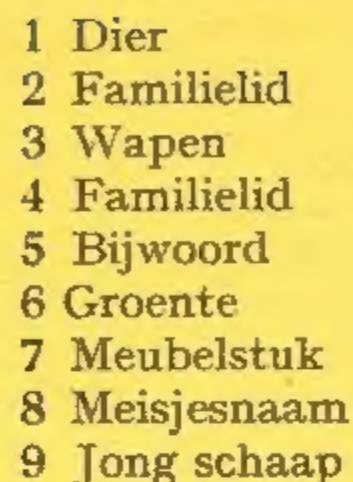 1 Dier
2 Familielid
3 Wapen
4 Familielid
5 Bijwoord
6 Groente
7 Meubelstuk
8 Meisjesnaam
9 Jong schaap